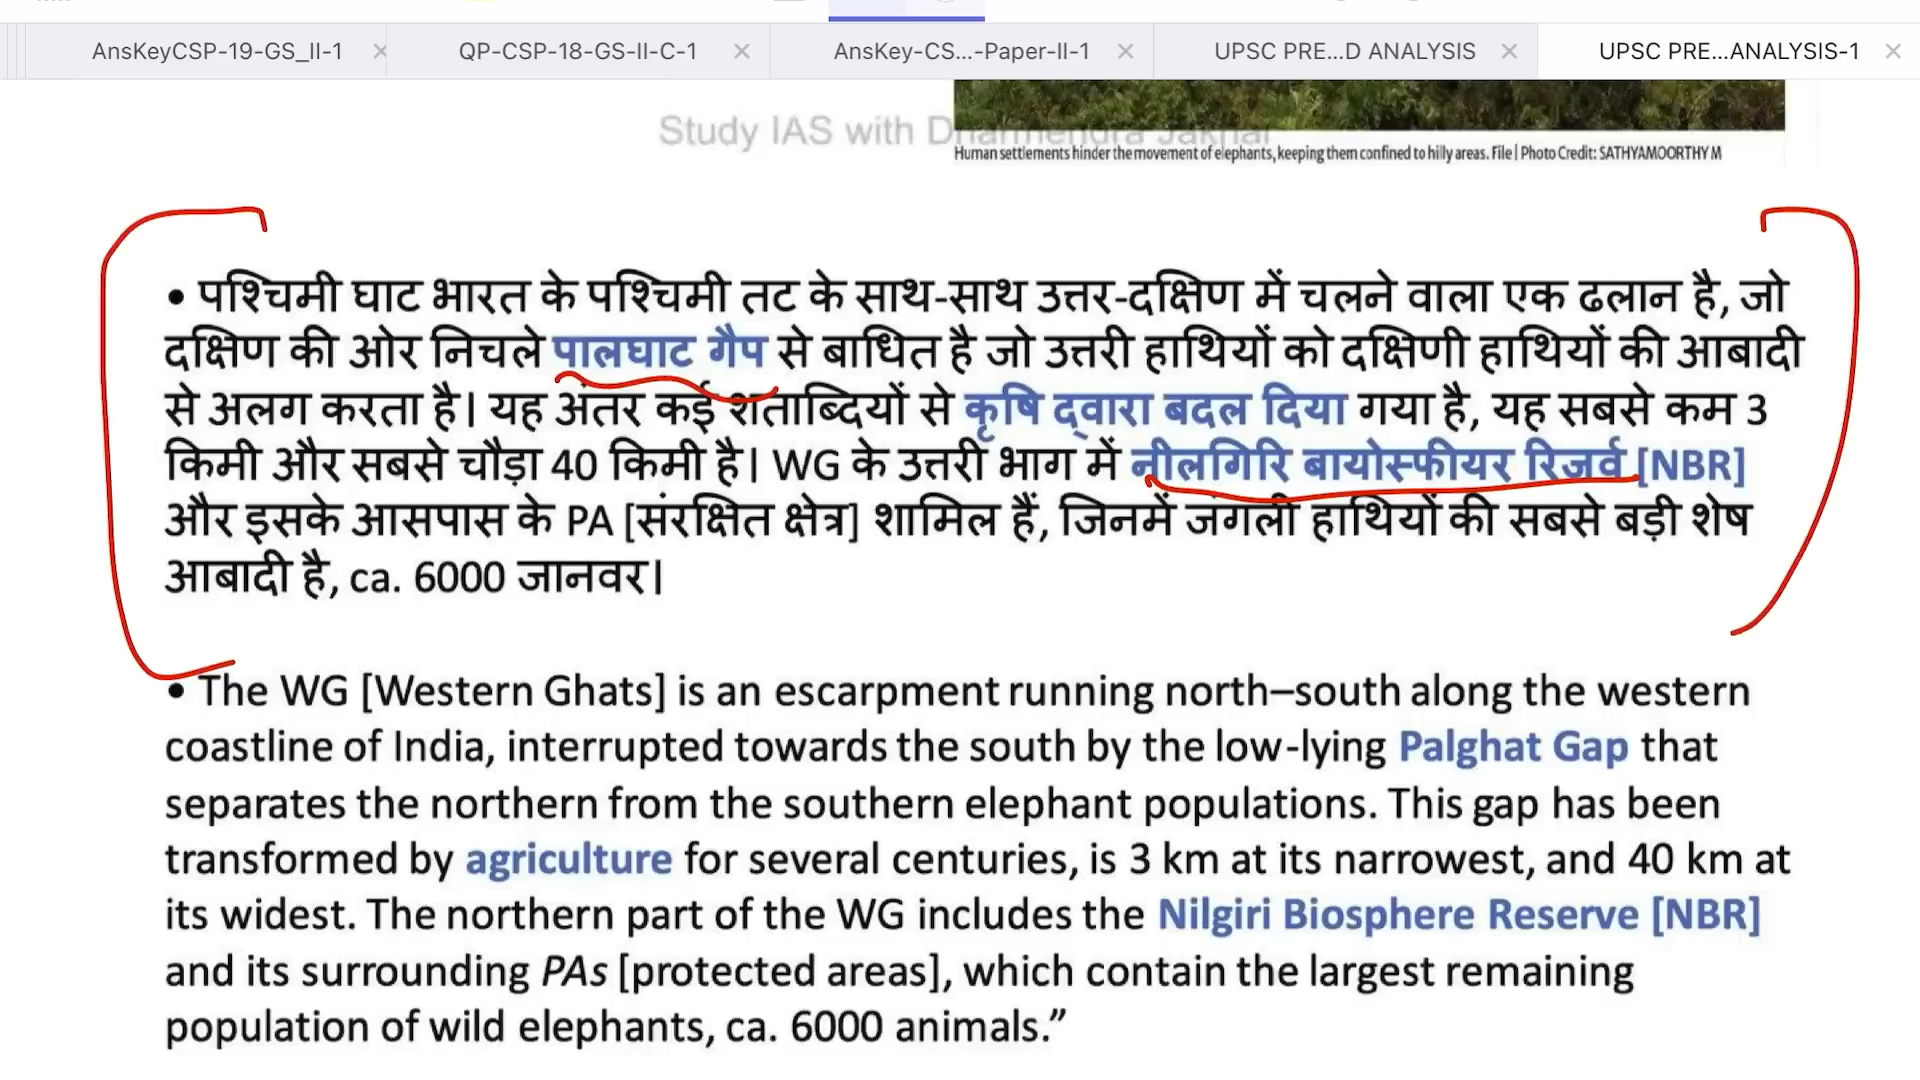 AnsKeyCSP-19-GS_II-1 QP-CSP-18-GS-II-C-1 AnsKey-CS...-Paper-II-1 UPSC PRE...D ANALYSIS UPSC PRE...ANALYSIS-1
Study IAS with Dharmendra Jakhar
Human settlements hinder the movement of elephants, keeping them confined to hilly areas. File | Photo Credit: SATHYAMOORTHY M
• पश्चिमी घाट भारत के पश्चिमी तट के साथ-साथ उत्तर-दक्षिण में चलने वाला एक ढलान है, जो
दक्षिण की ओर निचले पालघाट गैप से बाधित है जो उत्तरी हाथियों को दक्षिणी हाथियों की आबादी
से अलग करता है। यह अंतर कई शताब्दियों से कृषि द्वारा बदल दिया गया है, यह सबसे कम 3
किमी और सबसे चौड़ा 40 किमी है। WG के उत्तरी भाग में नीलगिरि बायोस्फीयर रिजर्व [NBR]
और इसके आसपास के PA [संरक्षित क्षेत्र] शामिल हैं, जिनमें जंगली हाथियों की सबसे बड़ी शेष
आबादी है, ca. 6000 जानवर।
• The WG [Western Ghats] is an escarpment running north–south along the western
coastline of India, interrupted towards the south by the low-lying Palghat Gap that
separates the northern from the southern elephant populations. This gap has been
transformed by agriculture for several centuries, is 3 km at its narrowest, and 40 km at
its widest. The northern part of the WG includes the Nilgiri Biosphere Reserve [NBR]
and its surrounding PAs [protected areas], which contain the largest remaining
population of wild elephants, ca. 6000 animals.”